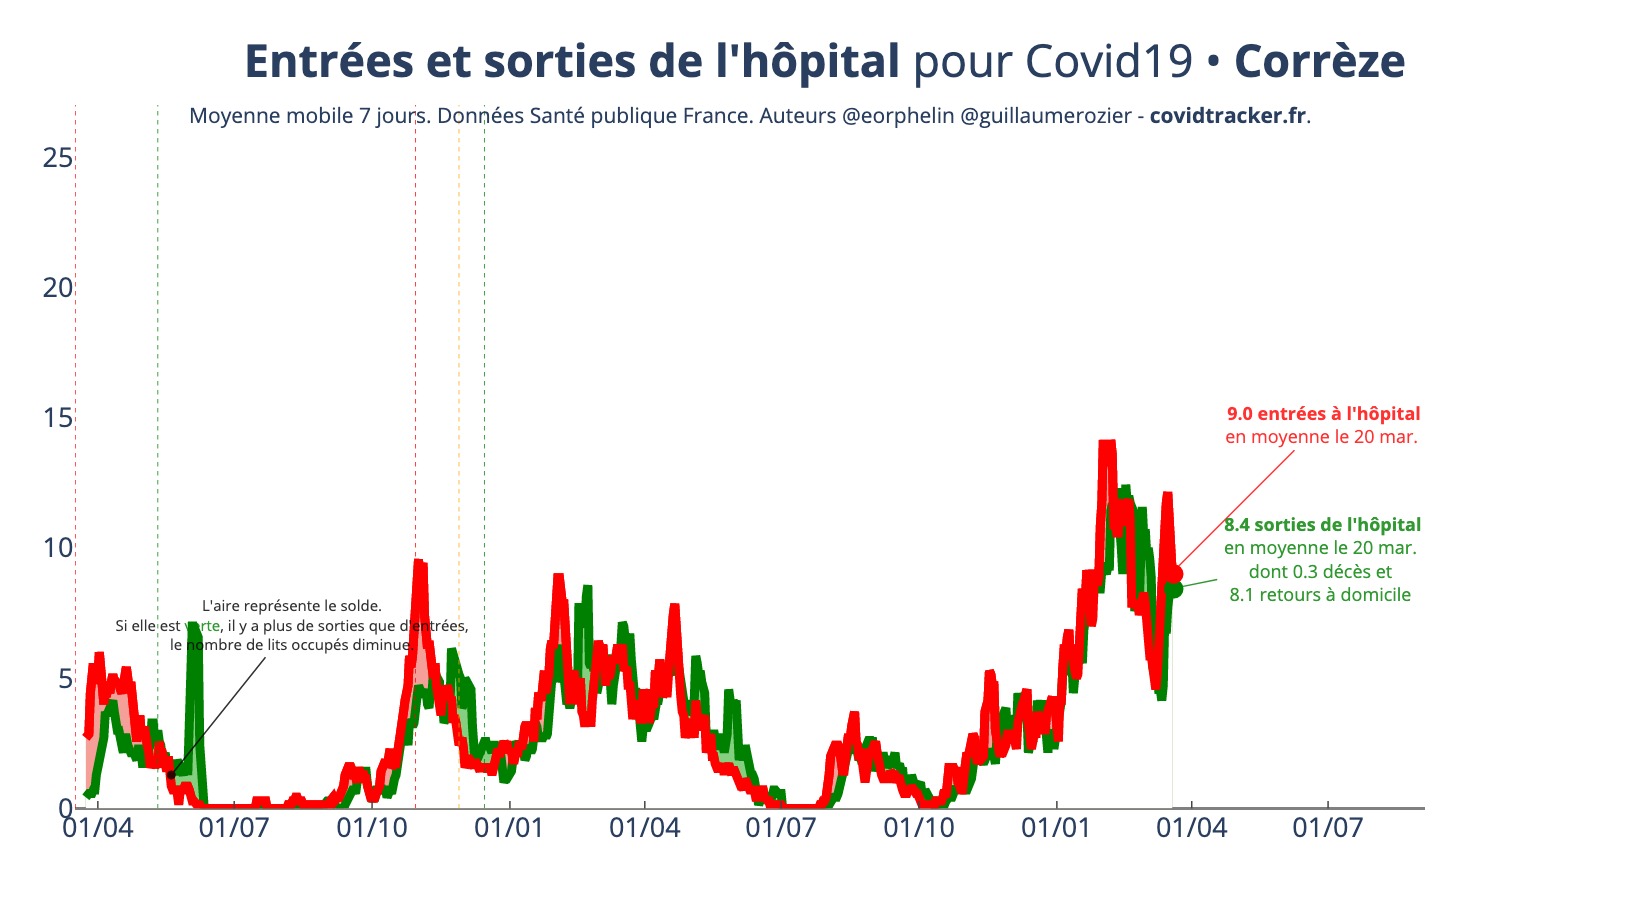 Entrées et sorties de l'hôpital pour Covid19 • Corrèze
Moyenne mobile 7 jours. Données Santé publique France. Auteurs @eorphelin @guillaumerozier - covidtracker.fr.
25
20
15
10
5
0
9.0 entrées à l'hôpital
en moyenne le 20 mar.
8.4 sorties de l'hôpital
en moyenne le 20 mar.
dont 0.3 décès et
8.1 retours à domicile
L'aire représente le solde.
Si elle est verte, il y a plus de sorties que d'entrées,
le nombre de lits occupés diminue.
01/04 01/07 01/10 01/01 01/04 01/07 01/10 01/01 01/04 01/07